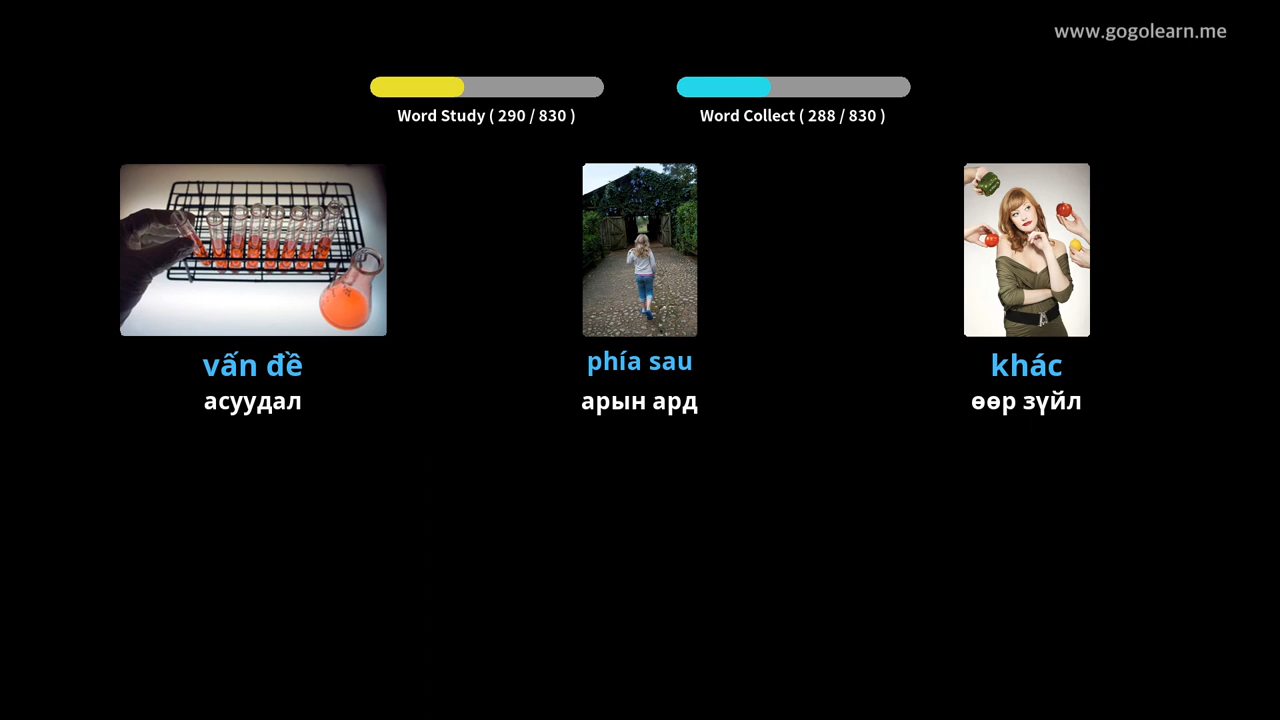 www.gogolearn.me
Word Study ( 290 / 830 )
Word Collect ( 288 / 830 )
vấn đề
асуудал
phía sau
арын ард
khác
өөр зүйл